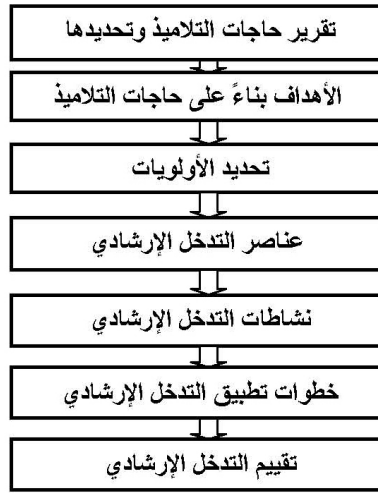 تقرير حاجات التلاميذ وتحديدها
الأهداف بناءً على حاجات التلاميذ
تحديد الأولويات
عناصر التدخل الإرشادي
نشاطات التدخل الإرشادي
خطوات تطبيق التدخل الإرشادي
تقييم التدخل الإرشادي